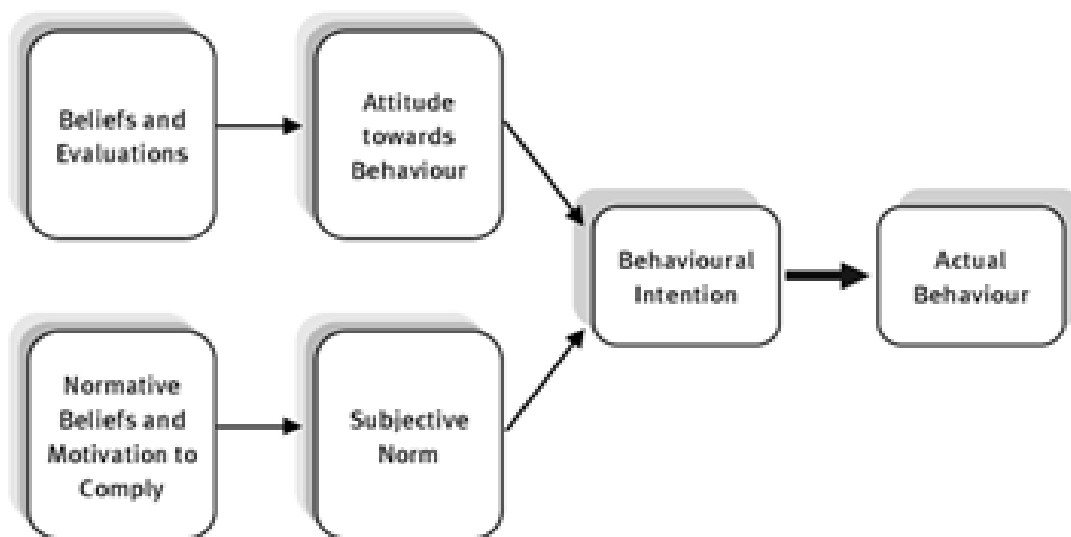 Beliefs and
Evaluations
Attitude
towards
Behaviour
Behavioural
Intention
Actual
Behaviour
Normative
Beliefs and
Motivation to
Comply
Subjective
Norm